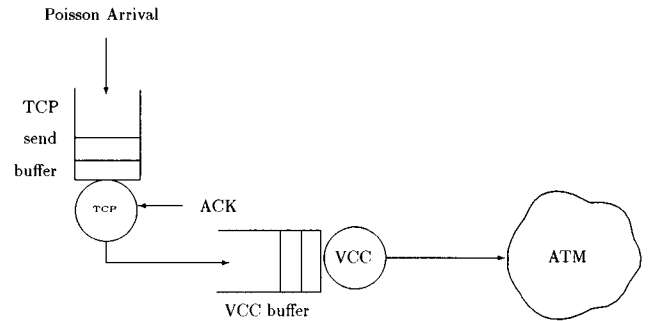 Poisson Arrival
TCP
send
buffer
TCP
ACK
VCC
ATM
VCC buffer